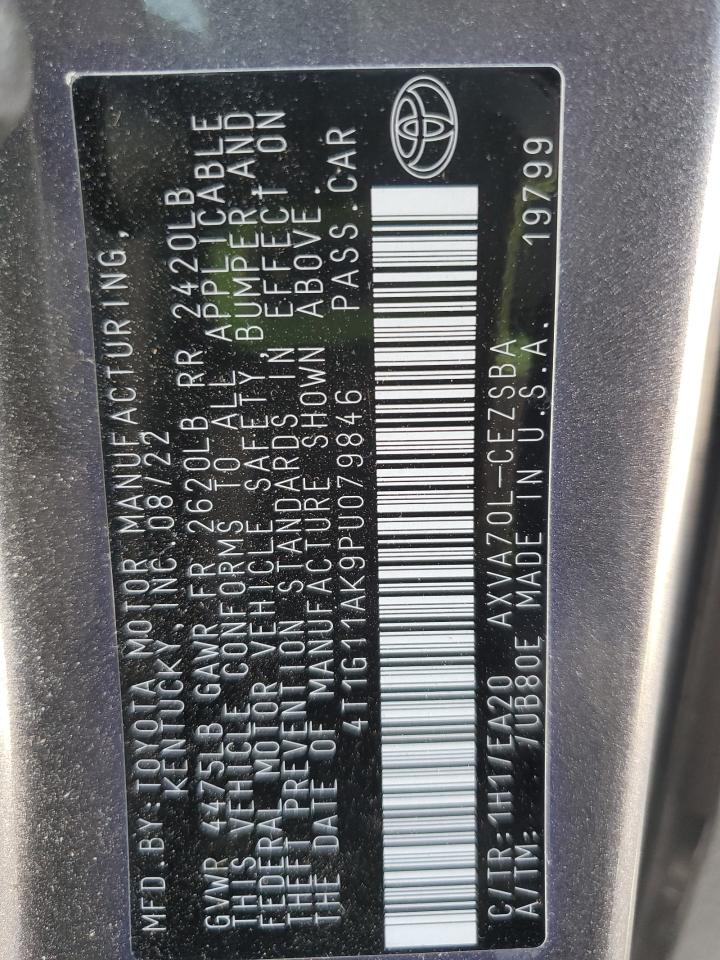 MFD.BY:TOYOTA MOTOR MANUFACTURING,
KENTUCKY, INC. 08/22
GVWR 4475LB GAWR FR 2620LB RR 2420LB
THIS VEHICLE CONFORMS TO ALL APPLICABLE
FEDERAL MOTOR VEHICLE SAFETY, BUMPER, AND
THEFT PREVENTION STANDARDS IN EFFECT ON
THE DATE OF MANUFACTURE SHOWN ABOVE.
4T1G11AK9PU079846 PASS.CAR
C/TR:1H1/EA20 AXVA70L-CEZSBA
A/TM: /UB80E MADE IN U.S.A. 19799